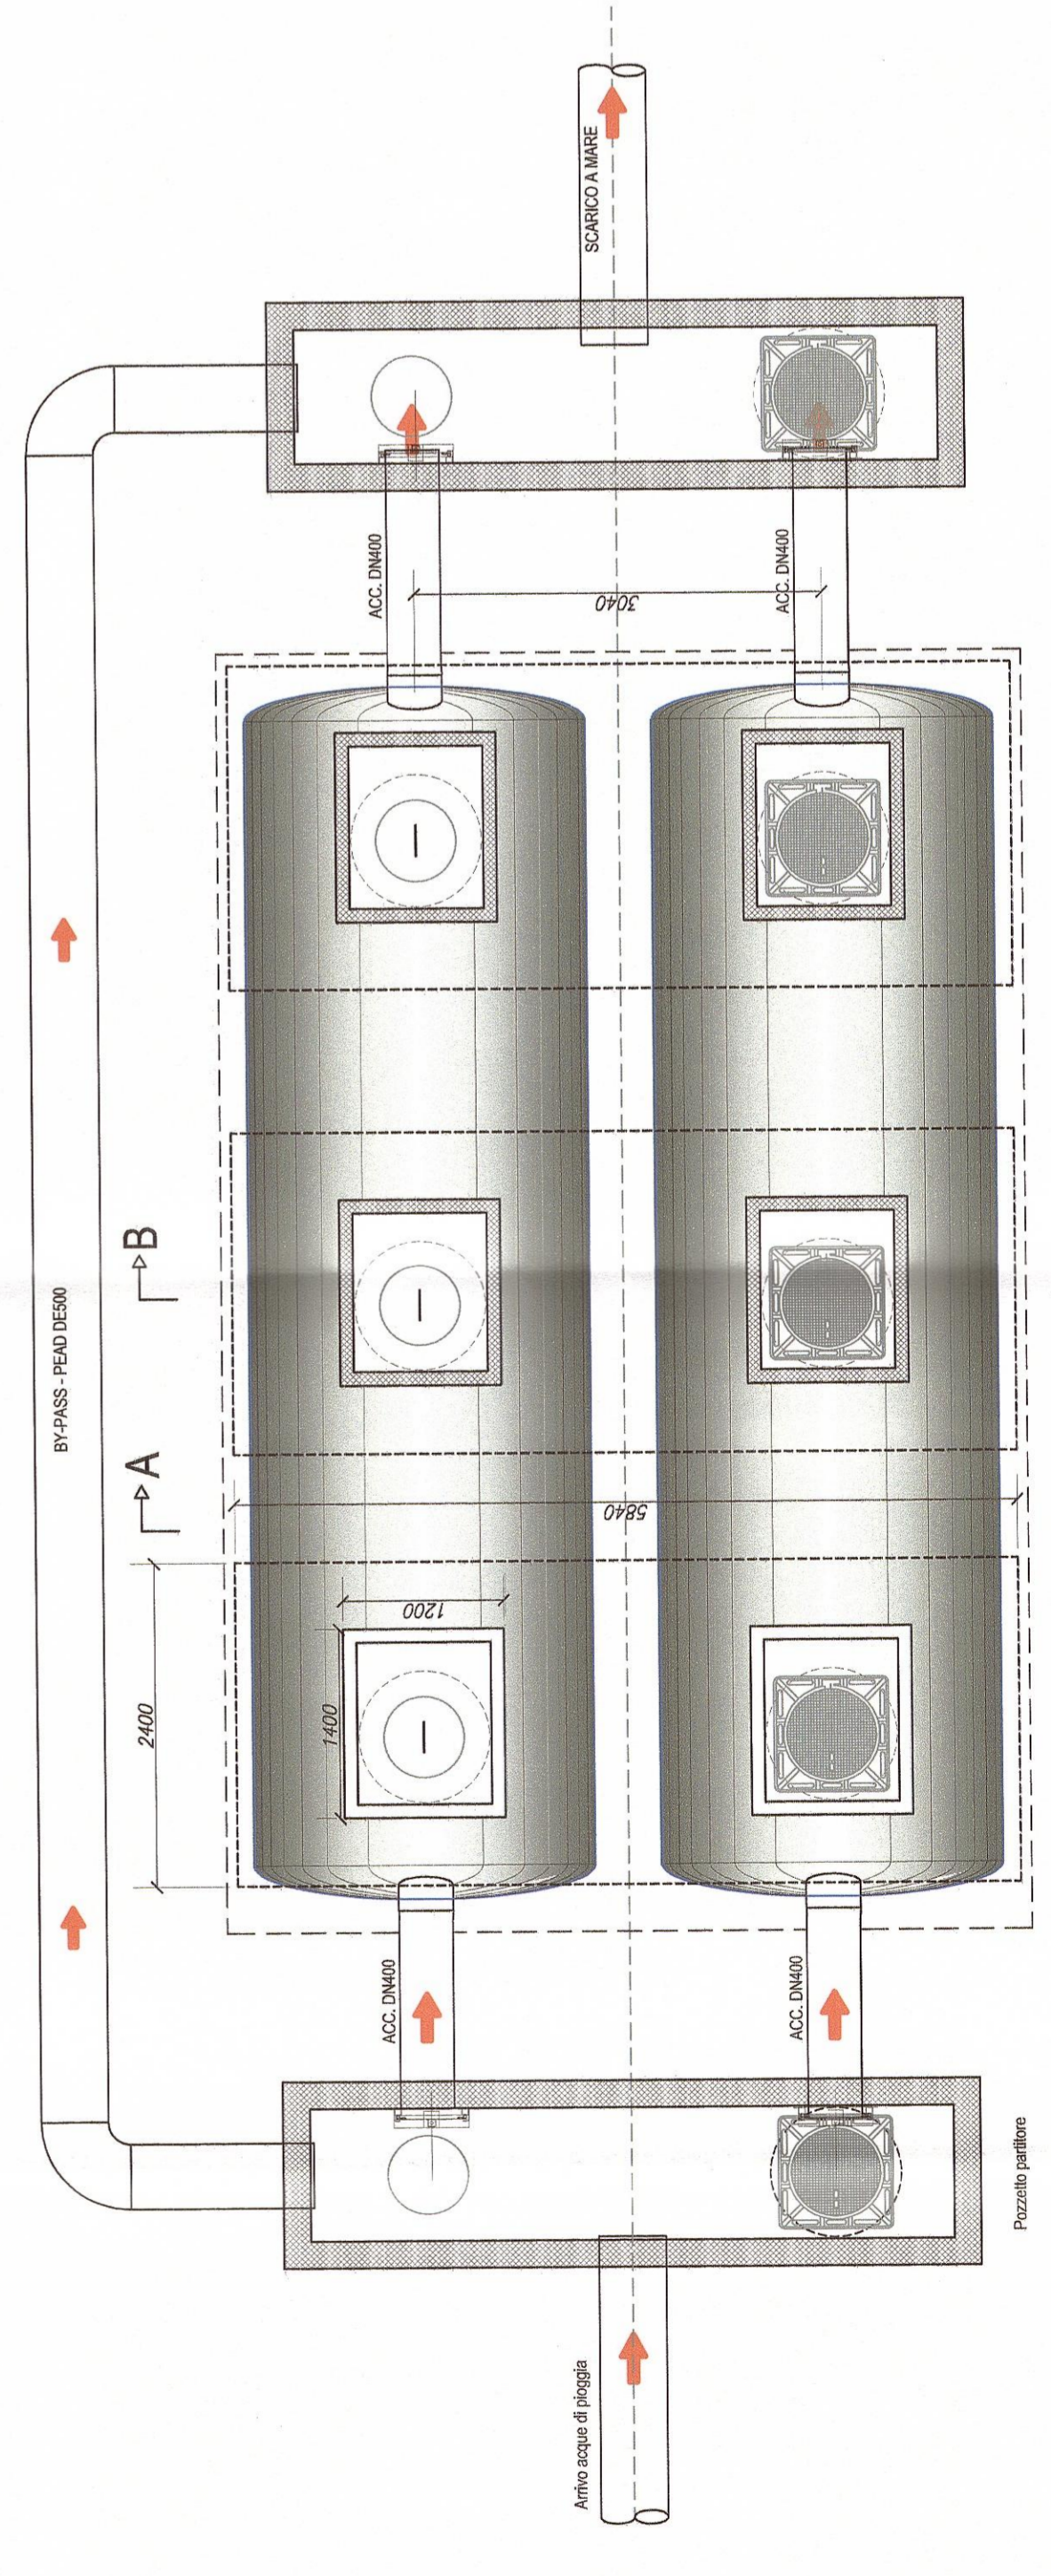 BY-PASS - PEAD DE500
A
B
2400
1400
1200
5840
3040
ACC. DN400
ACC. DN400
ACC. DN400
ACC. DN400
SCARICO A MARE
Arrivo acque di pioggia
Pozzetto partitore